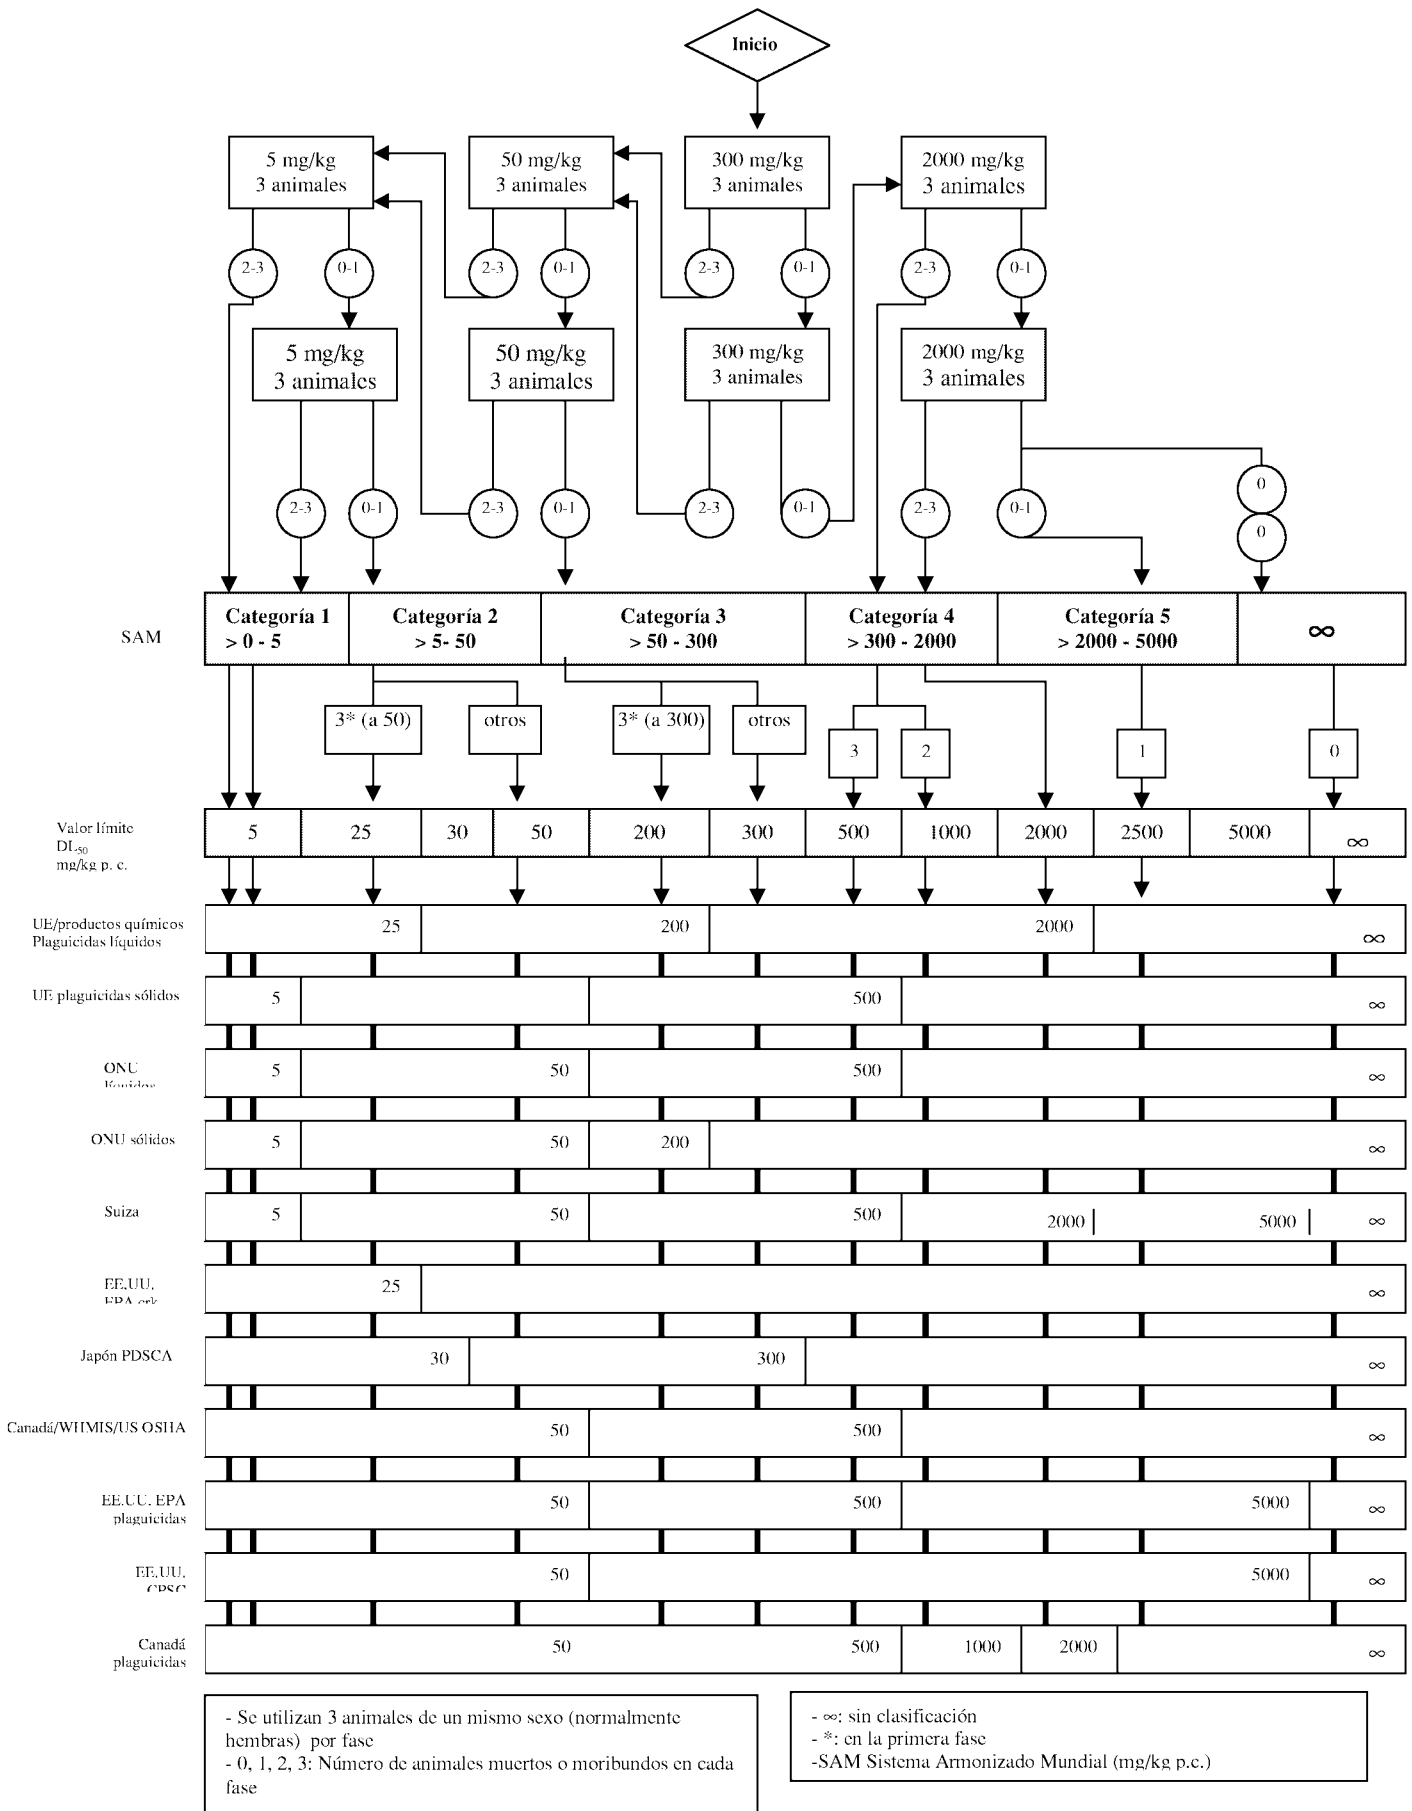 Inicio
5 mg/kg
3 animales
50 mg/kg
3 animales
300 mg/kg
3 animales
2000 mg/kg
3 animales
2-3
0-1
2-3
0-1
2-3
0-1
2-3
0-1
5 mg/kg
3 animales
50 mg/kg
3 animales
300 mg/kg
3 animales
2000 mg/kg
3 animales
2-3
0-1
2-3
0-1
2-3
0-1
2-3
0-1
0
0
SAM
Categoría 1
> 0 - 5
Categoría 2
> 5- 50
Categoría 3
> 50 - 300
Categoría 4
> 300 - 2000
Categoría 5
> 2000 - 5000
∞
3* (a 50)
otros
3* (a 300)
otros
3
2
1
0
Valor límite
DL50
mg/kg p. c.
5
25
30
50
200
300
500
1000
2000
2500
5000
∞
UE/productos químicos
Plaguicidas líquidos
25
200
2000
∞
UE plaguicidas sólidos
5
500
∞
ONU
líquidos
5
50
500
∞
ONU sólidos
5
50
200
∞
Suiza
5
50
500
2000
5000
∞
EE.UU.
EPA
25
∞
Japón PDSCA
30
300
∞
Canadá/WHMIS/US OSHA
50
500
∞
EE.UU. EPA
plaguicidas
50
500
5000
∞
EE.UU.
CPSC
50
5000
∞
Canadá
plaguicidas
50
500
1000
2000
∞
- Se utilizan 3 animales de un mismo sexo (normalmente
hembras) por fase
- 0, 1, 2, 3: Número de animales muertos o moribundos en cada
fase
- ∞: sin clasificación
- *: en la primera fase
-SAM Sistema Armonizado Mundial (mg/kg p.c.)